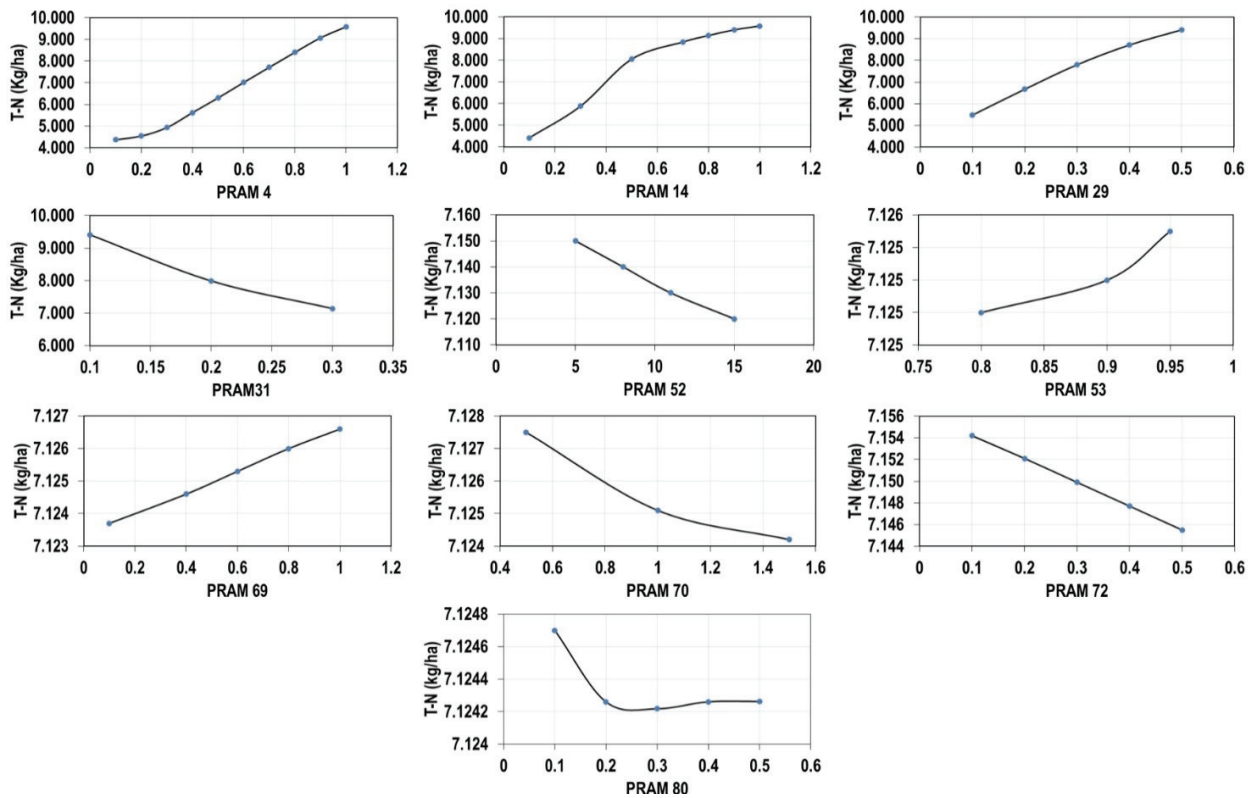 10.000
9.000
8.000
7.000
6.000
5.000
4.000
T-N (Kg/ha)
0 0.2 0.4 0.6 0.8 1 1.2
PRAM 4
10.000
9.000
8.000
7.000
6.000
5.000
4.000
T-N (kg/ha)
0 0.2 0.4 0.6 0.8 1 1.2
PRAM 14
10.000
9.000
8.000
7.000
6.000
5.000
4.000
T-N (Kg/ha)
0 0.1 0.2 0.3 0.4 0.5 0.6
PRAM 29
10.000
9.000
8.000
7.000
6.000
T-N (Kg/ha)
0.1 0.15 0.2 0.25 0.3 0.35
PRAM31
7.160
7.150
7.140
7.130
7.120
7.110
T-N (Kg/ha)
0 5 10 15 20
PRAM 52
7.126
7.125
7.125
7.125
7.125
T-N (Kg/ha)
0.75 0.8 0.85 0.9 0.95 1
PRAM 53
7.127
7.126
7.125
7.124
7.123
T-N (kg/ha)
0 0.2 0.4 0.6 0.8 1 1.2
PRAM 69
7.128
7.127
7.126
7.125
7.124
T-N (kg/ha)
0.4 0.6 0.8 1.0 1.2 1.4 1.6
PRAM 70
7.156
7.154
7.152
7.150
7.148
7.146
7.144
T-N (kg/ha)
0 0.1 0.2 0.3 0.4 0.5 0.6
PRAM 72
7.1248
7.1246
7.1244
7.1242
7.124
T-N (kg/ha)
0 0.1 0.2 0.3 0.4 0.5 0.6
PRAM 80